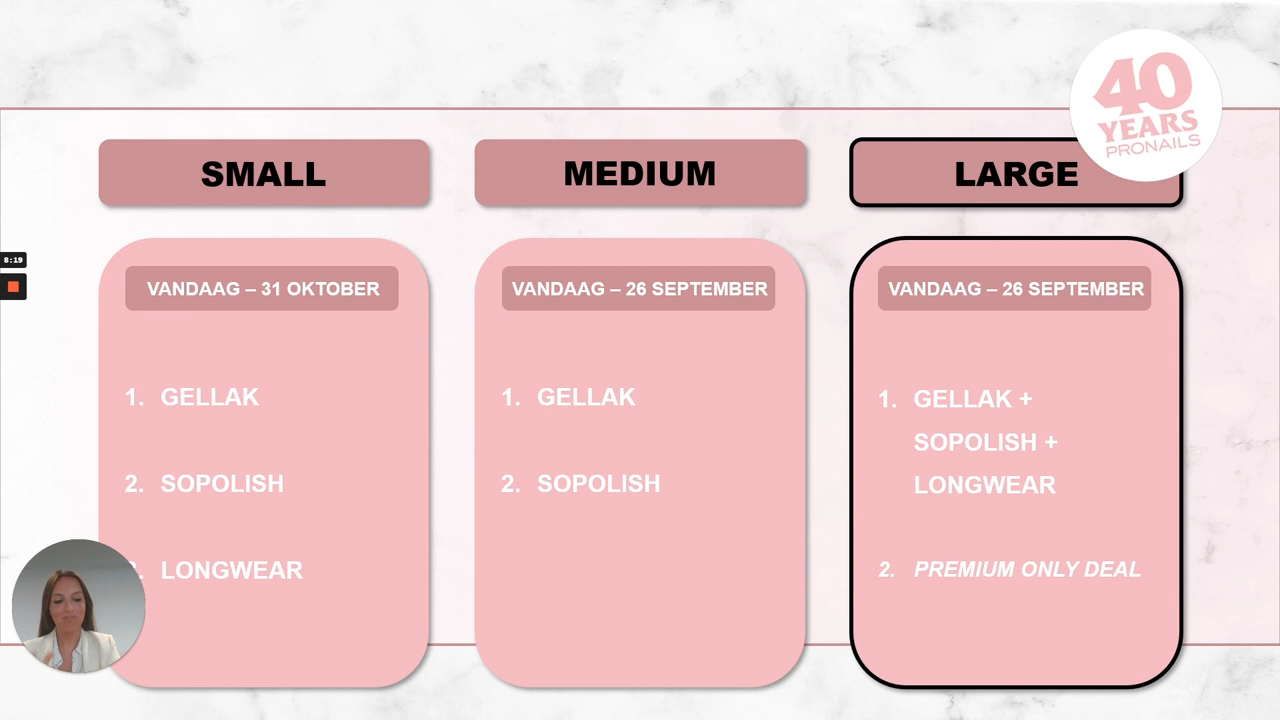 40
YEARS
PRONAILS
SMALL
MEDIUM
LARGE
8:19
VANDAAG – 31 OKTOBER
1. GELLAK
2. SOPOLISH
LONGWEAR
VANDAAG – 26 SEPTEMBER
1. GELLAK
2. SOPOLISH
VANDAAG – 26 SEPTEMBER
1. GELLAK +
SOPOLISH +
LONGWEAR
2. PREMIUM ONLY DEAL